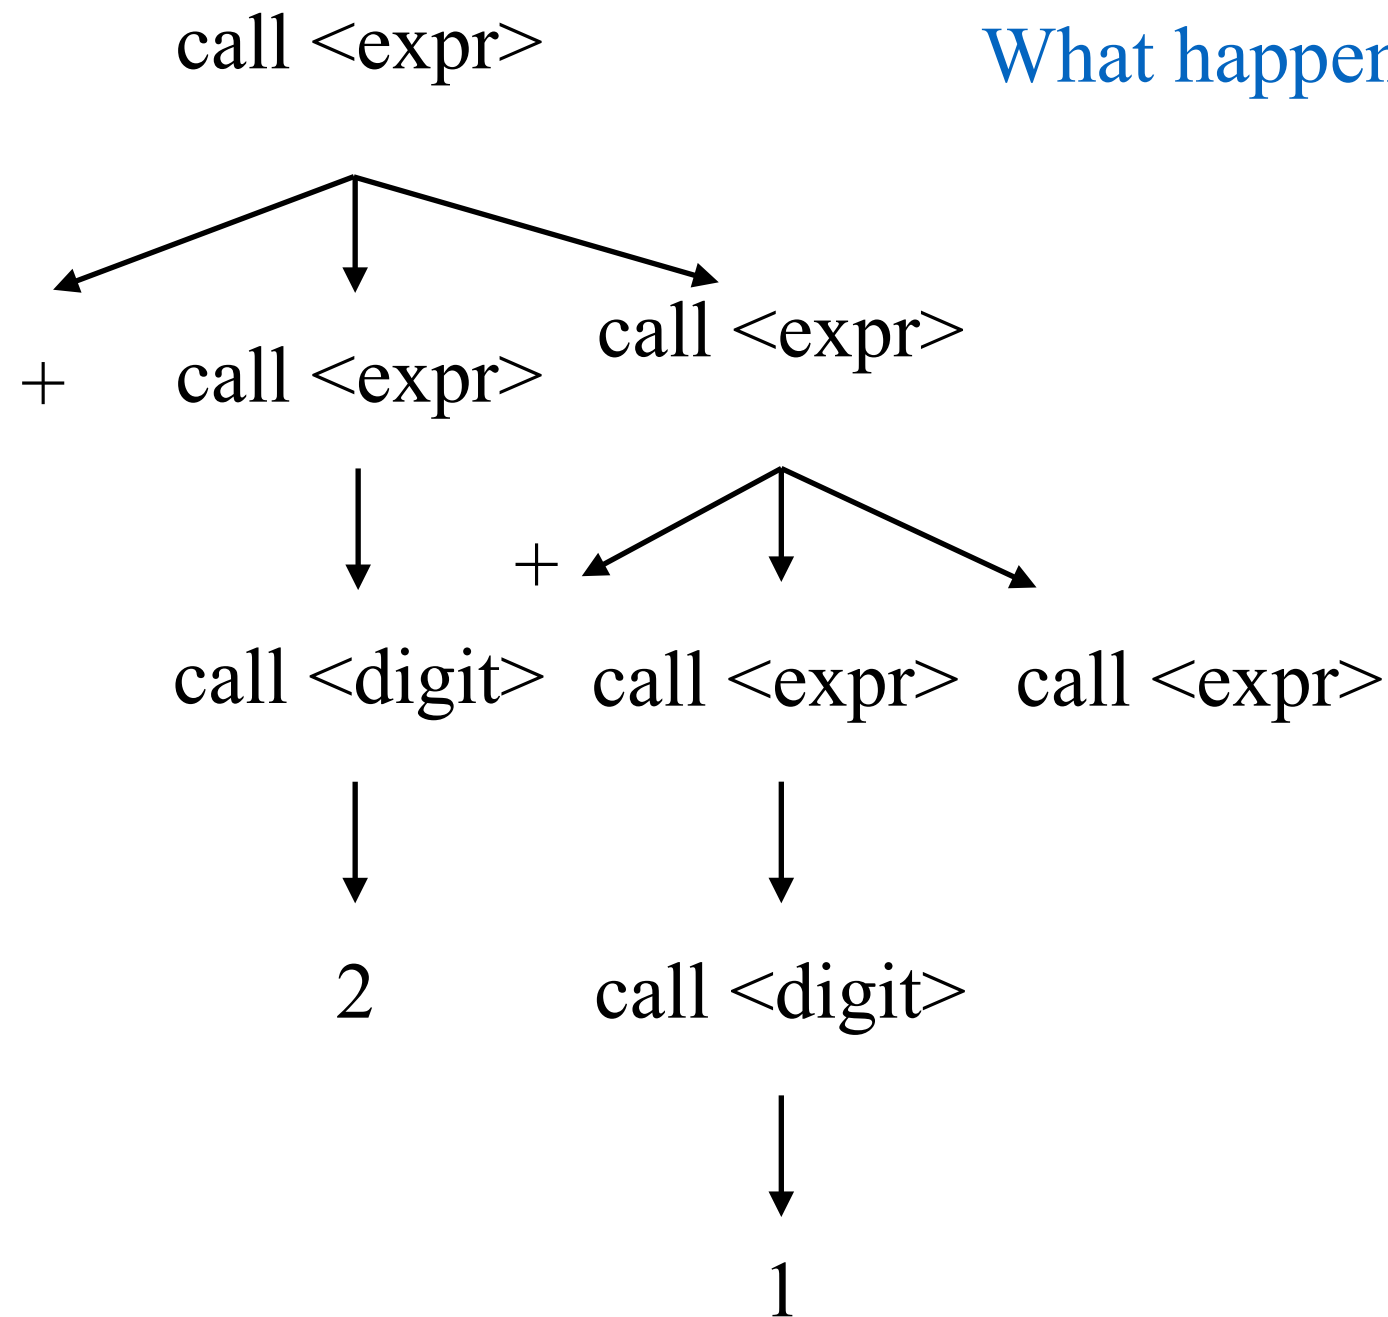 call <expr>
What happen
+
call <expr>
call <expr>
+
call <digit>
call <expr>
call <expr>
2
call <digit>
1